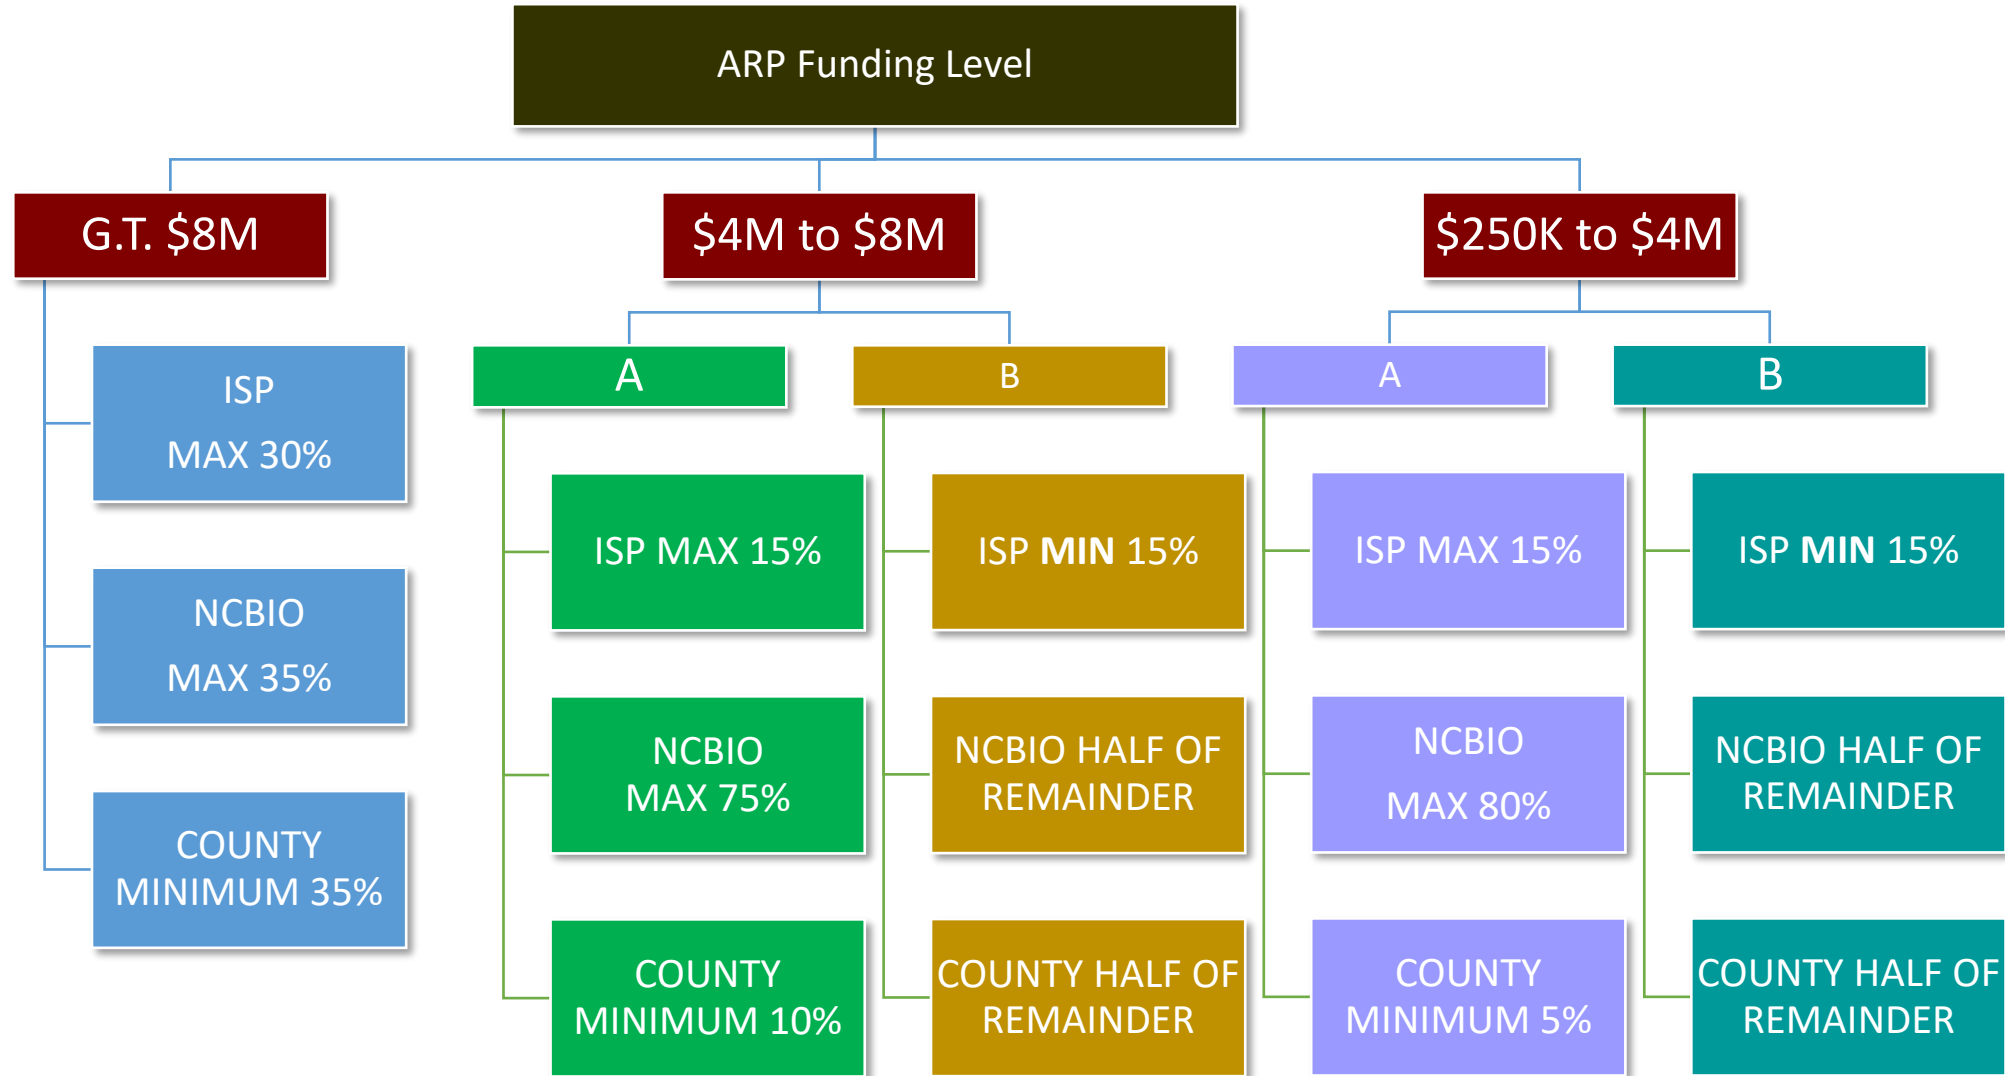 ARP Funding Level
G.T. $8M
ISP
MAX 30%
NCBIO
MAX 35%
COUNTY
MINIMUM 35%
$4M to $8M
A
ISP MAX 15%
NCBIO
MAX 75%
COUNTY
MINIMUM 10%
B
ISP MIN 15%
NCBIO HALF OF
REMAINDER
COUNTY HALF OF
REMAINDER
$250K to $4M
A
ISP MAX 15%
NCBIO
MAX 80%
COUNTY
MINIMUM 5%
B
ISP MIN 15%
NCBIO HALF OF
REMAINDER
COUNTY HALF OF
REMAINDER